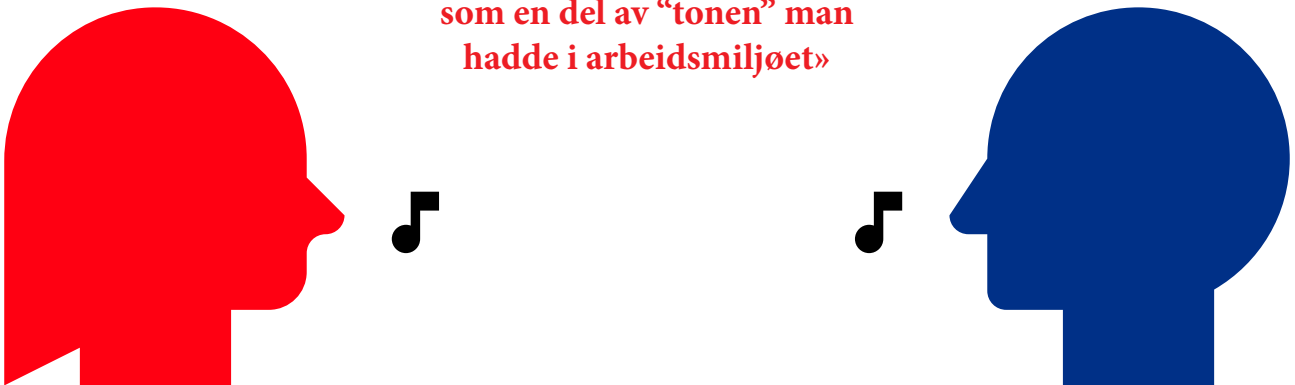 som en del av “tonen” man
hadde i arbeidsmiljøet»